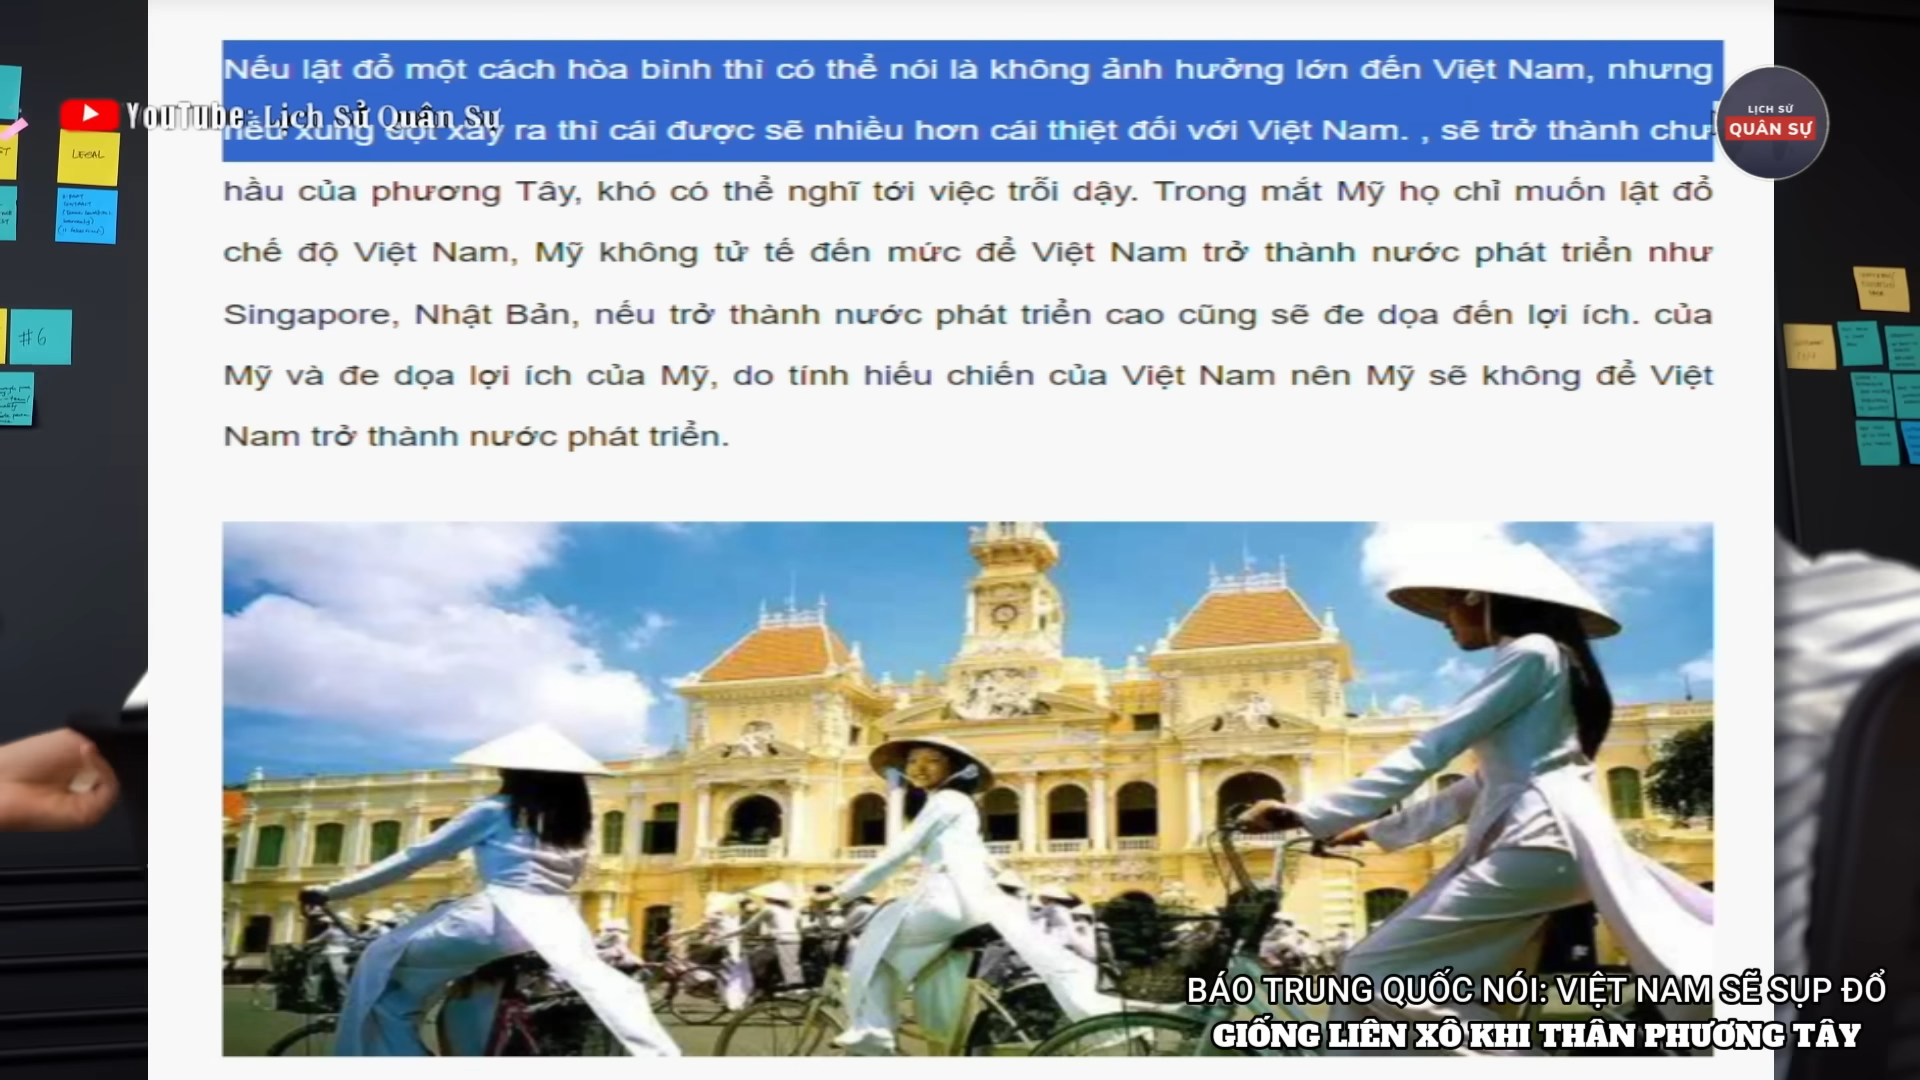 Nếu lật đổ một cách hòa bình thì có thể nói là không ảnh hưởng lớn đến Việt Nam, nhưng
YouTube: Lịch Sử Quân Sự
LỊCH SỬ
QUÂN SỰ
nếu xung đột xảy ra thì cái được sẽ nhiều hơn cái thiệt đối với Việt Nam. , sẽ trở thành chư
LEGAL
hầu của phương Tây, khó có thể nghĩ tới việc trỗi dậy. Trong mắt Mỹ họ chỉ muốn lật đổ
chế độ Việt Nam, Mỹ không tử tế đến mức để Việt Nam trở thành nước phát triển như
Singapore, Nhật Bản, nếu trở thành nước phát triển cao cũng sẽ đe dọa đến lợi ích. của
#6
Mỹ và đe dọa lợi ích của Mỹ, do tính hiếu chiến của Việt Nam nên Mỹ sẽ không để Việt
Nam trở thành nước phát triển.
BÁO TRUNG QUỐC NÓI: VIỆT NAM SẼ SỤP ĐỔ
GIỐNG LIÊN XÔ KHI THÂN PHƯƠNG TÂY